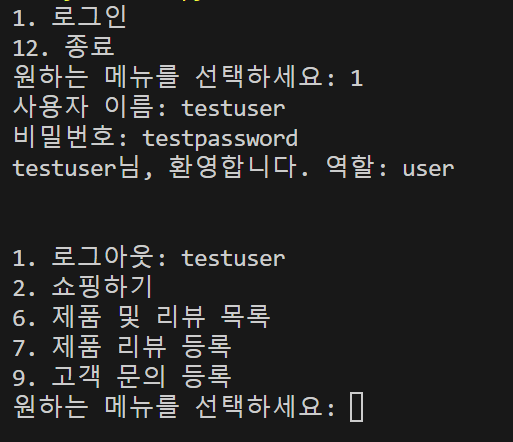 1. 로그인
12. 종료
원하는 메뉴를 선택하세요: 1
사용자 이름: testuser
비밀번호: testpassword
testuser님, 환영합니다. 역할: user
1. 로그아웃: testuser
2. 쇼핑하기
6. 제품 및 리뷰 목록
7. 제품 리뷰 등록
9. 고객 문의 등록
원하는 메뉴를 선택하세요: